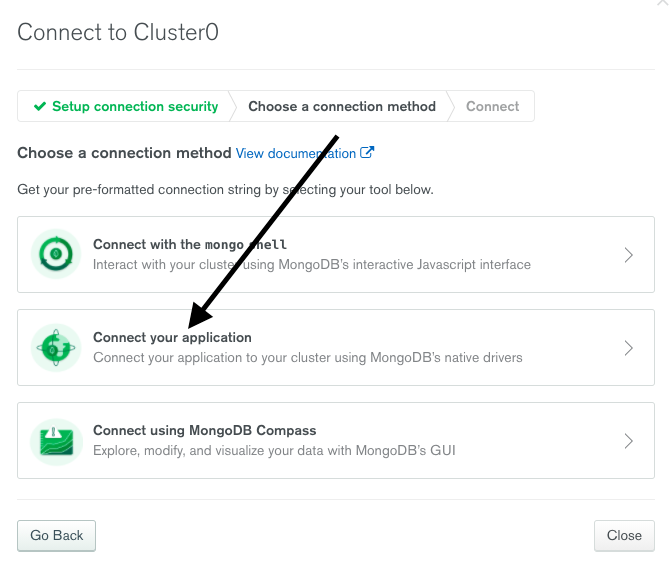 Connect to Cluster0
Setup connection security
Choose a connection method
Connect
Choose a connection method View documentation
Get your pre-formatted connection string by selecting your tool below.
Connect with the mongo shell
Interact with your cluster using MongoDB's interactive Javascript interface
Connect your application
Connect your application to your cluster using MongoDB's native drivers
Connect using MongoDB Compass
Explore, modify, and visualize your data with MongoDB's GUI
Go Back
Close